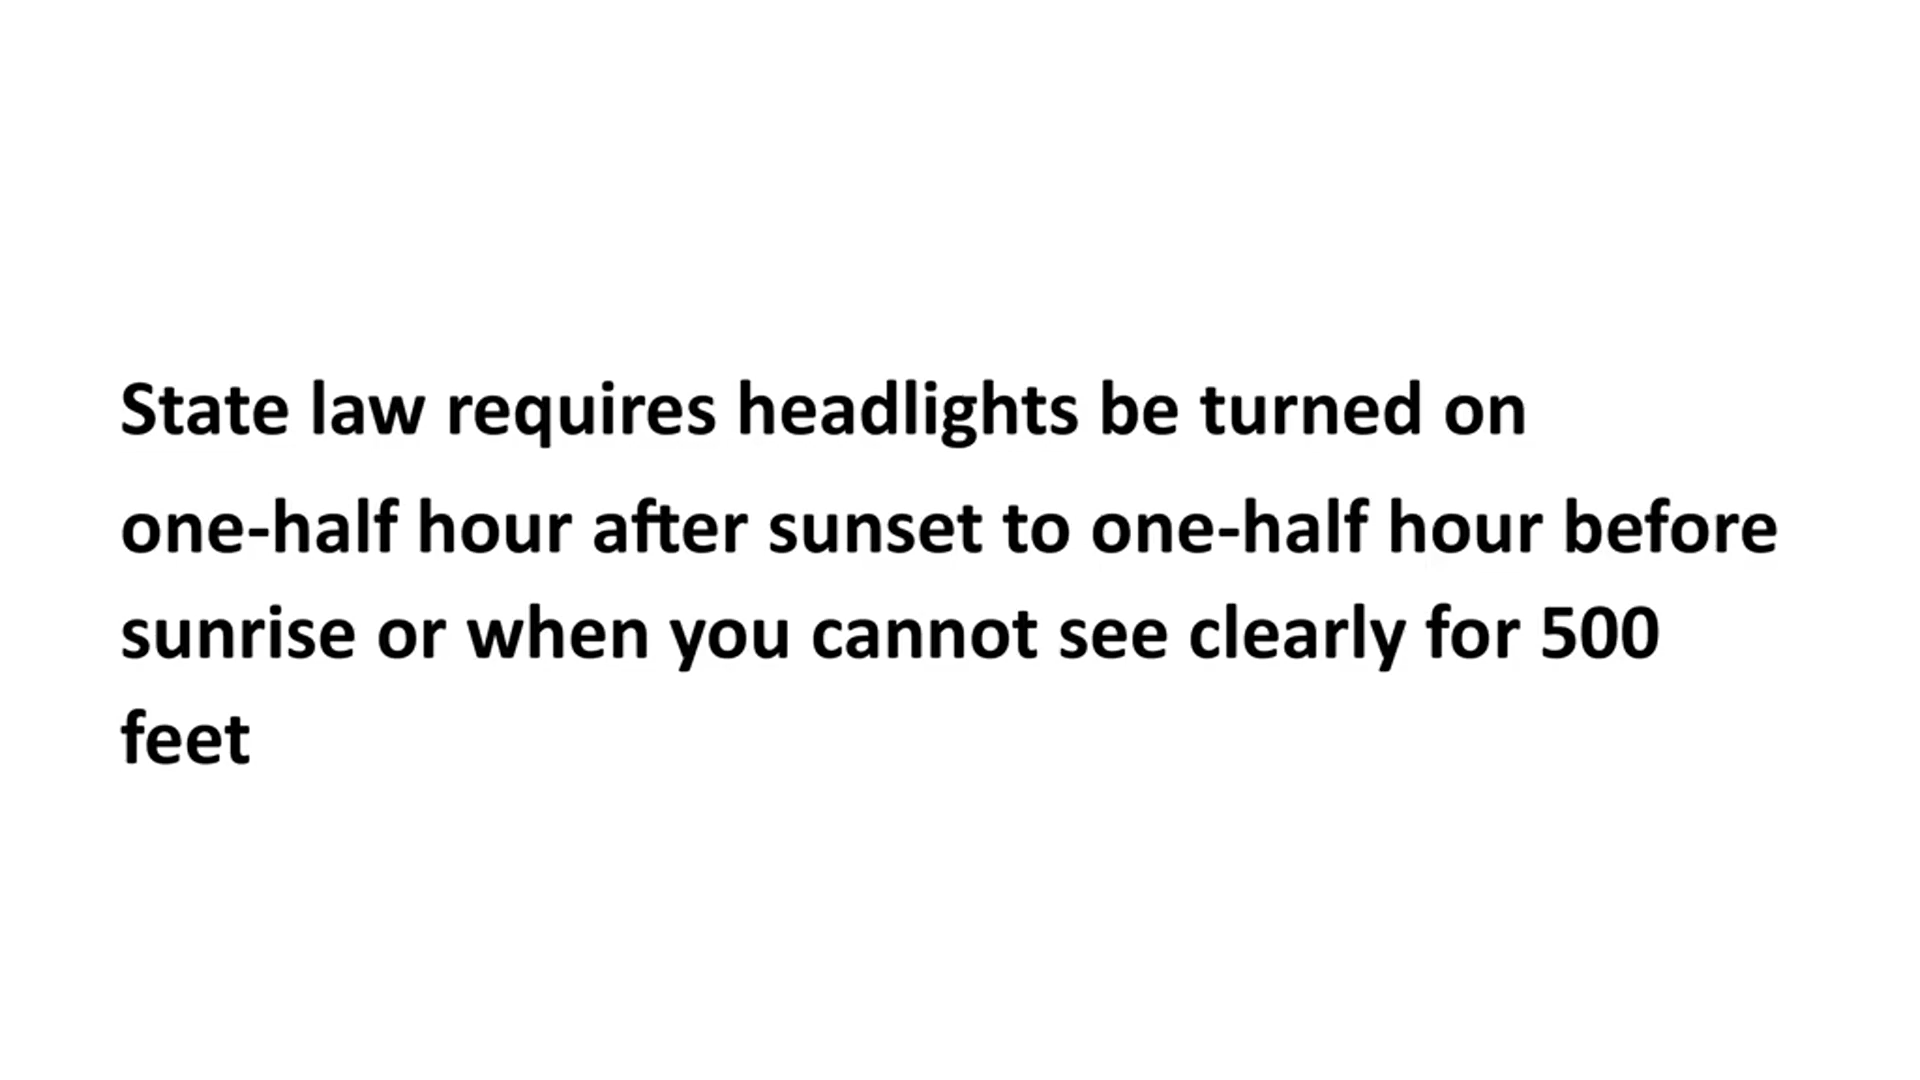 State law requires headlights be turned on
one-half hour after sunset to one-half hour before
sunrise or when you cannot see clearly for 500
feet